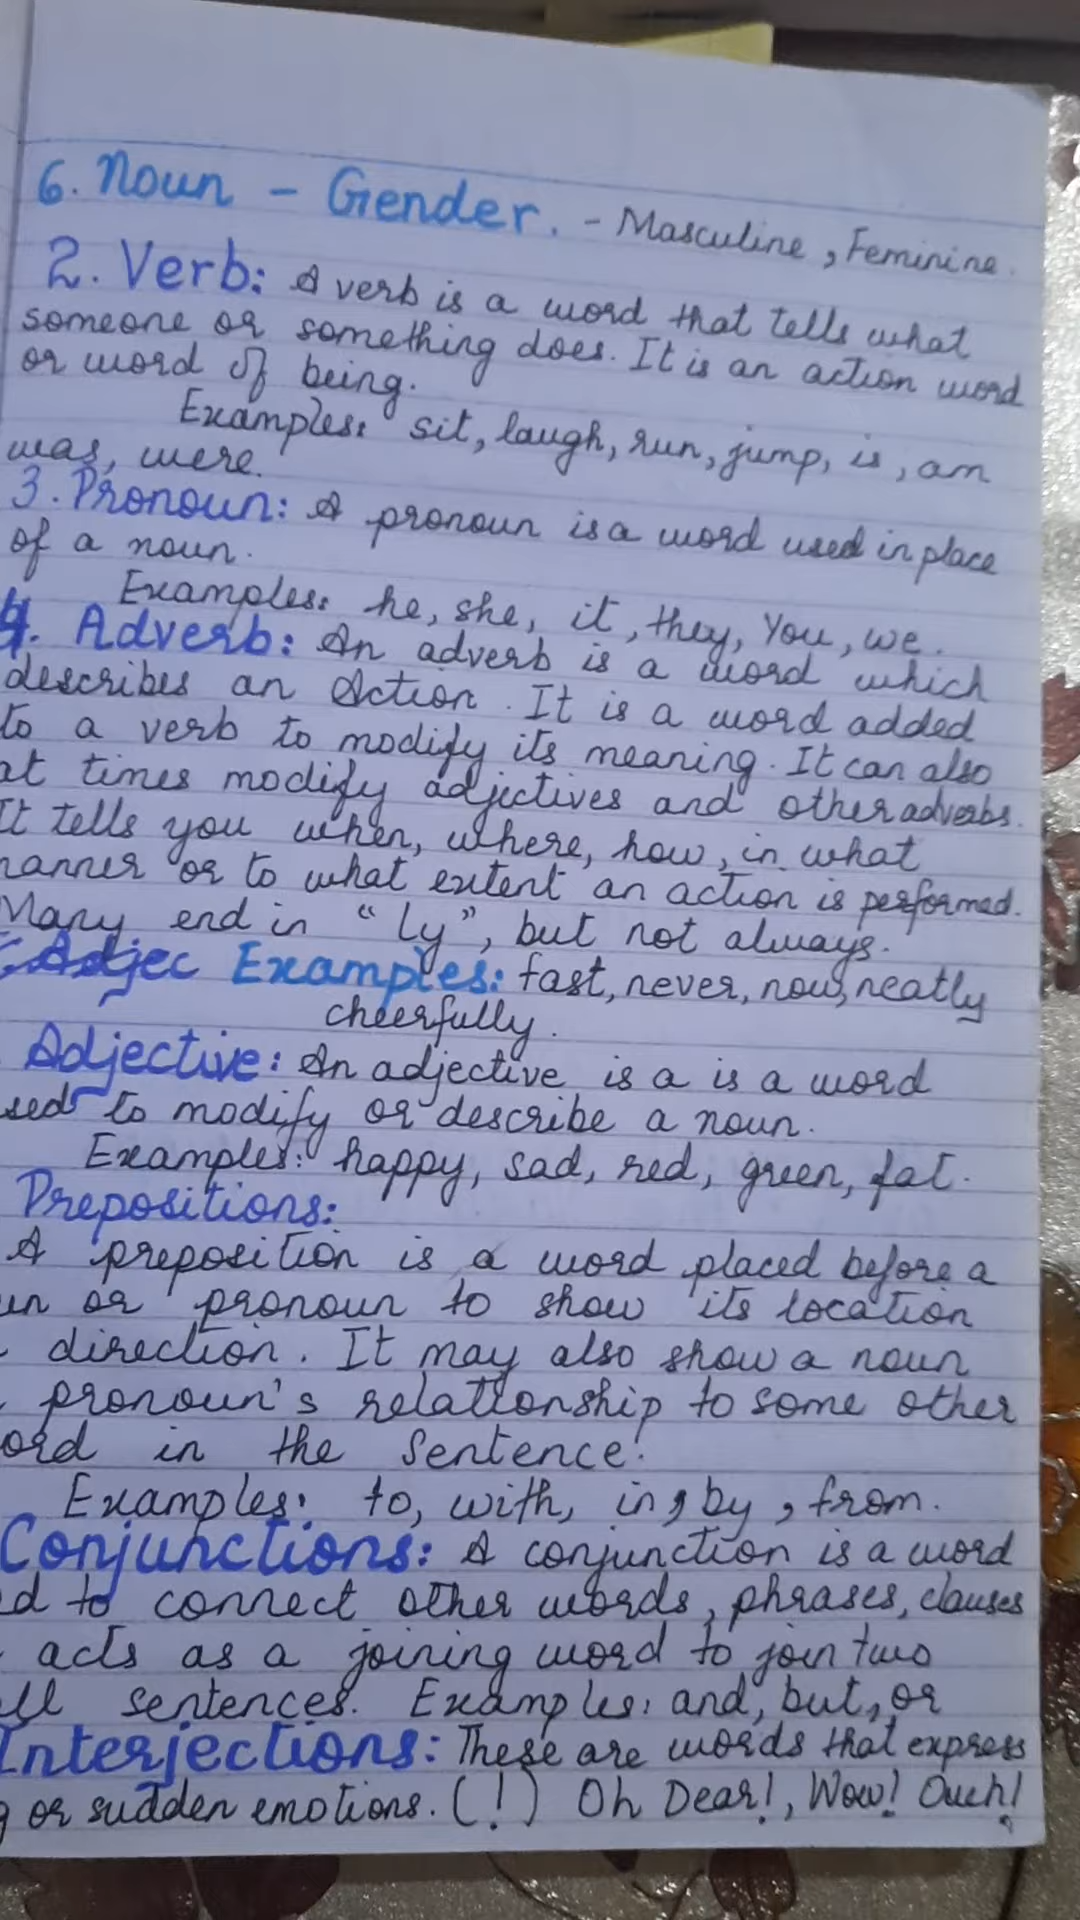 6. Noun - Gender. - Masculine, Feminine.
2. Verb: A verb is a word that tells what
someone or something does. It is an action word
or word of being.
Examples: sit, laugh, run, jump, is, am
was, were.
3. Pronoun: A pronoun is a word used in place
of a noun.
Examples: he, she, it, they, You, we.
4. Adverb: An adverb is a word which
describes an Action. It is a word added
to a verb to modify its meaning. It can also
at times modify adjectives and other adverbs.
It tells you when, where, how, in what
manner or to what extent an action is performed.
Many end in "ly", but not always.
Adjec Examples: fast, never, now, neatly
cheerfully.
Adjective: An adjective is a is a word
sed to modify or describe a noun.
Examples: happy, sad, red, green, fat.
Prepositions:
A preposition is a word placed before a
un or pronoun to show its location
direction. It may also show a noun
pronoun's relationship to some other
ord in the Sentence.
Examples: to, with, in, by, from.
Conjunctions: A conjunction is a word
d to connect other words, phrases, clauses
acts as a joining word to join two
ll sentences. Examples: and, but, or
Interjections: These are words that express
g or sudden emotions. (!) Oh Dear!, Wow! Ouch!